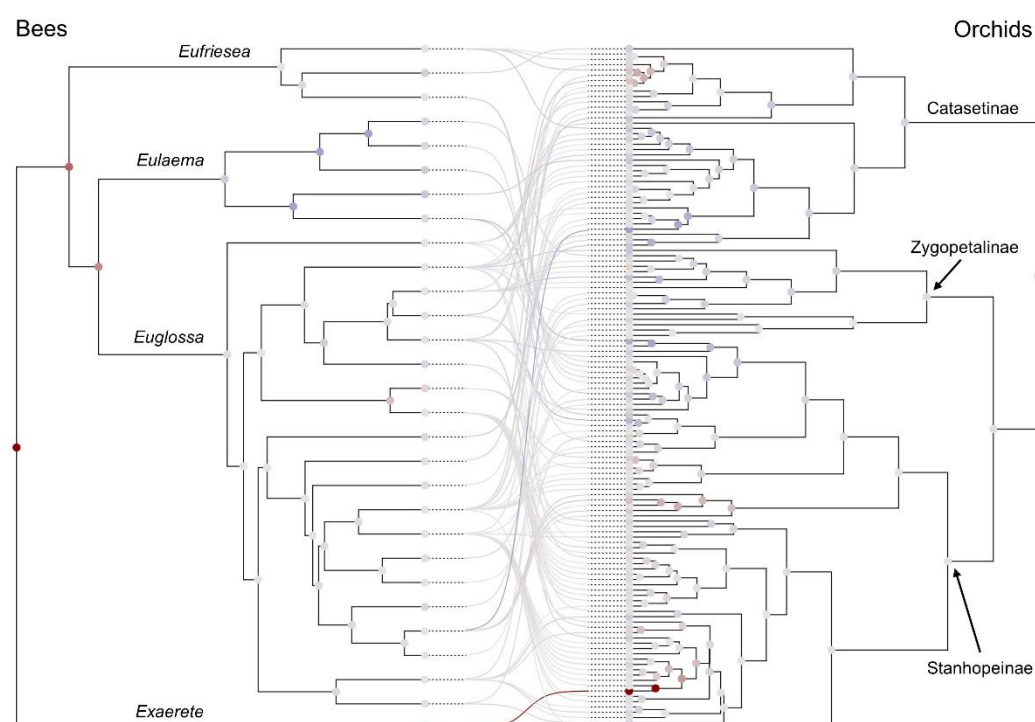 Bees
Orchids
Eufriesea
Catasetinae
Eulaema
Zygopetalinae
Euglossa
Stanhopeinae
Exaerete